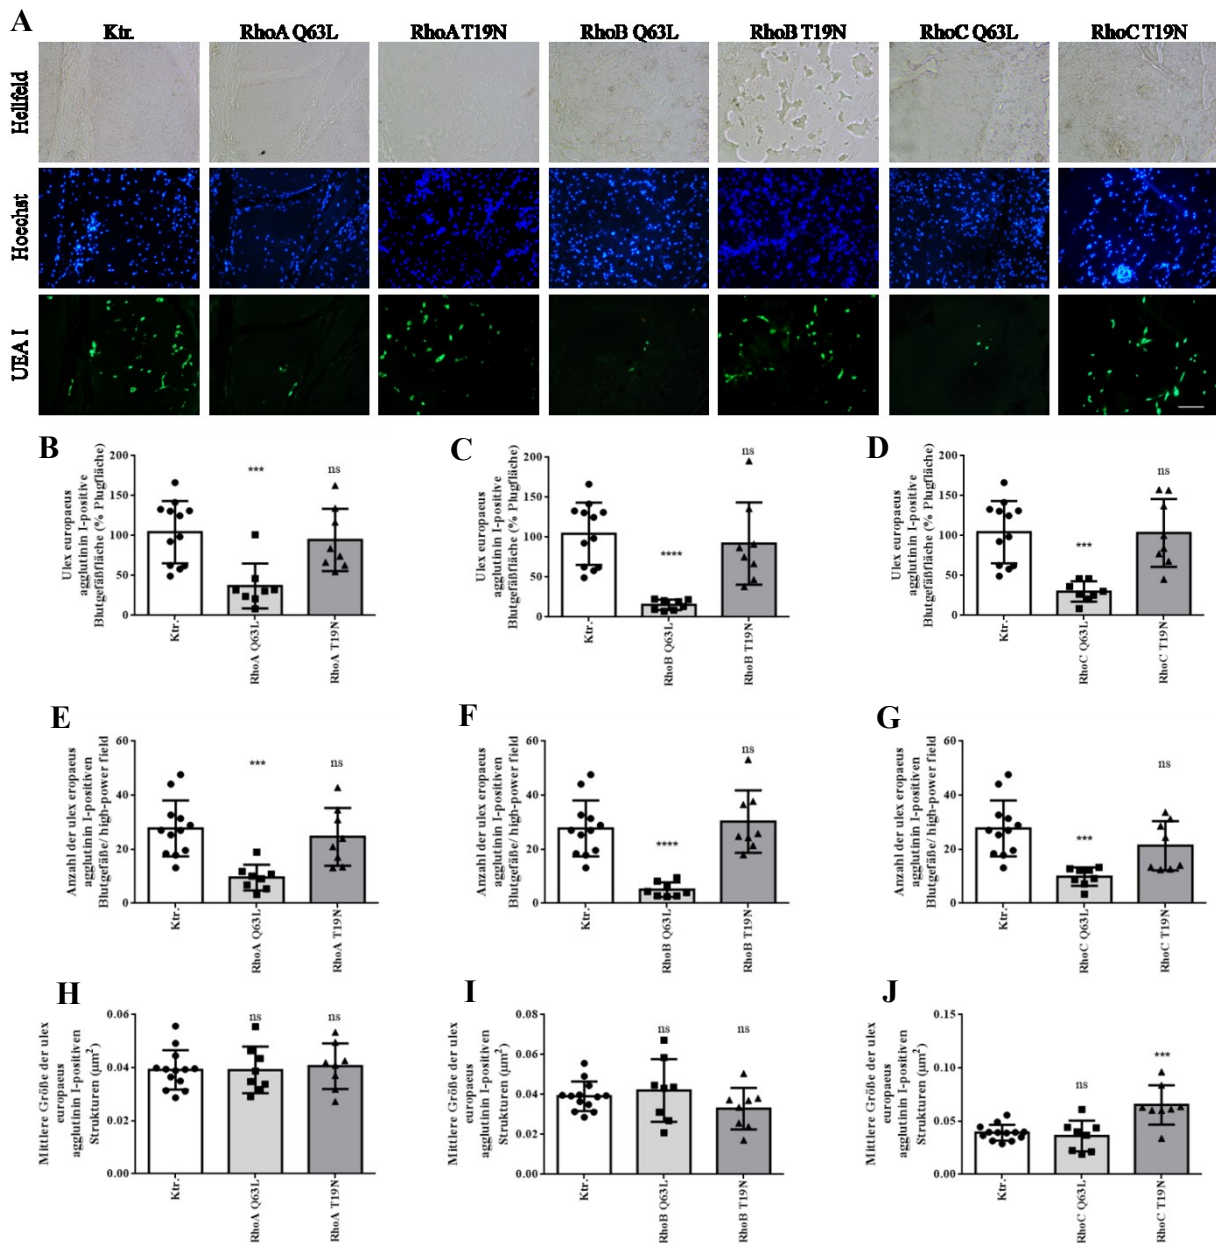 A
Ktr.
RhoA Q63L
RhoA T19N
RhoB Q63L
RhoB T19N
RhoC Q63L
RhoC T19N
Hellfeld
Hoechst
UEA I
B
Ulex europaeus
agglutinin I-positive
Blutgefäßfläche (% Plugfläche)
200
150
100
50
0
***
ns
Ktr.
RhoA Q63L
RhoA T19N
C
Ulex europaeus
agglutinin I-positive
Blutgefäßfläche (% Plugfläche)
200
150
100
50
0
****
ns
Ktr.
RhoB Q63L
RhoB T19N
D
Ulex europaeus
agglutinin I-positive
Blutgefäßfläche (% Plugfläche)
200
150
100
50
0
***
ns
Ktr.
RhoC Q63L
RhoC T19N
E
Anzahl der ulex eropaeus
agglutinin I-positiven
Blutgefäße/ high-power field
60
40
20
0
***
ns
Ktr.
RhoA Q63L
RhoA T19N
F
Anzahl der ulex eropaeus
agglutinin I-positiven
Blutgefäße/ high-power field
60
40
20
0
****
ns
Ktr.
RhoB Q63L
RhoB T19N
G
Anzahl der ulex eropaeus
agglutinin I-positiven
Blutgefäße/ high-power field
60
40
20
0
***
ns
Ktr.
RhoC Q63L
RhoC T19N
H
Mittlere Größe der ulex
europaeus
agglutinin I-positiven
Strukturen (µm²)
0.06
0.04
0.02
0.00
ns
ns
Ktr.
RhoA Q63L
RhoA T19N
I
Mittlere Größe der ulex
europaeus
agglutinin I-positiven
Strukturen (µm²)
0.08
0.06
0.04
0.02
0.00
ns
ns
Ktr.
RhoB Q63L
RhoB T19N
J
Mittlere Größe der ulex
europaeus
agglutinin I-positiven
Strukturen (µm²)
0.15
0.10
0.05
0.00
ns
***
Ktr.
RhoC Q63L
RhoC T19N